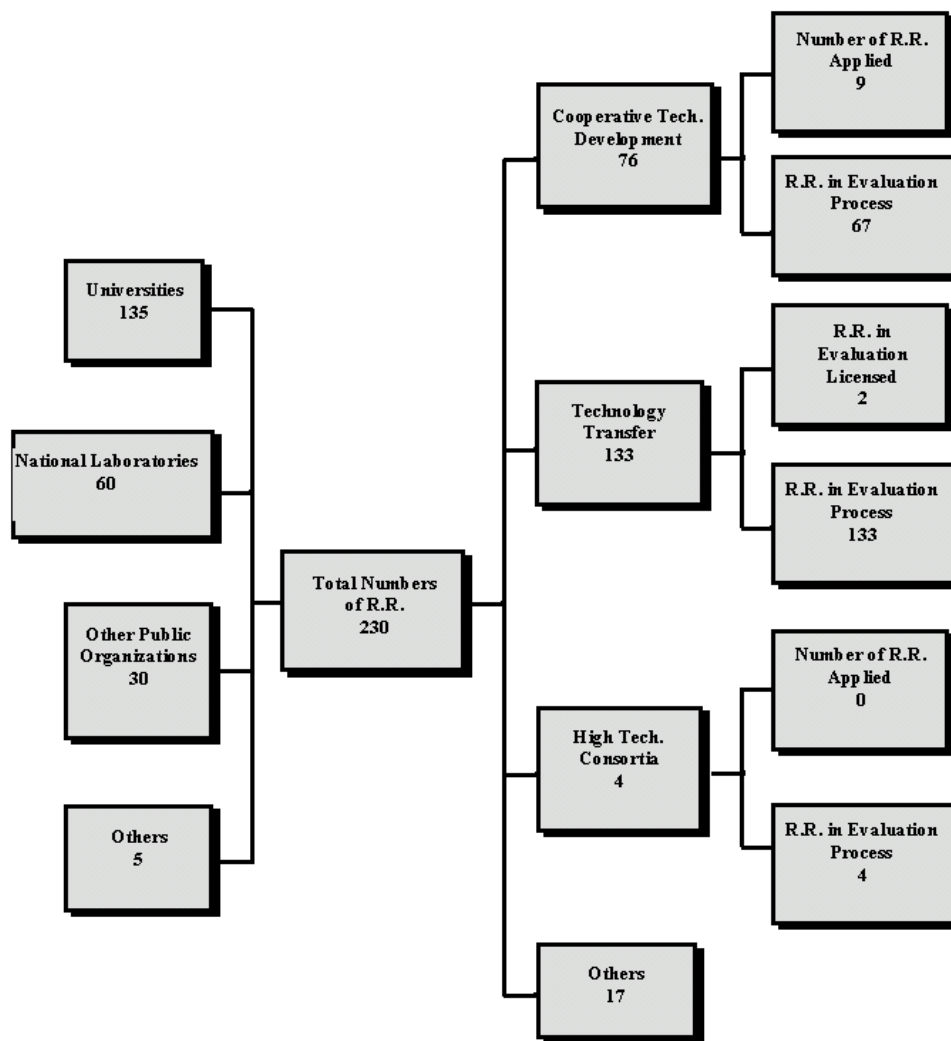 Universities
135
National Laboratories
60
Other Public
Organizations
30
Others
5
Total Numbers
of R.R.
230
Cooperative Tech.
Development
76
Number of R.R.
Applied
9
R.R. in Evaluation
Process
67
Technology
Transfer
133
R.R. in
Evaluation
Licensed
2
R.R. in Evaluation
Process
133
High Tech.
Consortia
4
Number of R.R.
Applied
0
R.R. in Evaluation
Process
4
Others
17